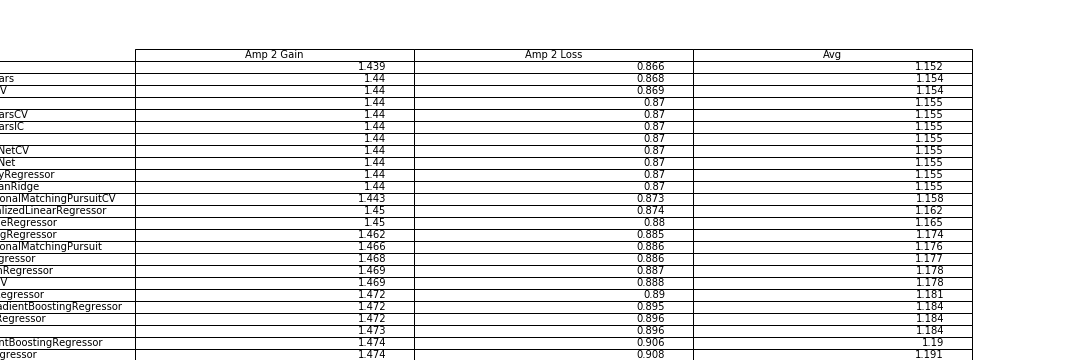 Amp 2 Gain Amp 2 Loss Avg
1.439 0.866 1.152
ars 1.44 0.868 1.154
V 1.44 0.869 1.154
1.44 0.87 1.155
arsCV 1.44 0.87 1.155
arsIC 1.44 0.87 1.155
1.44 0.87 1.155
NetCV 1.44 0.87 1.155
Net 1.44 0.87 1.155
yRegressor 1.44 0.87 1.155
anRidge 1.44 0.87 1.155
onalMatchingPursuitCV 1.443 0.873 1.158
alizedLinearRegressor 1.45 0.874 1.162
eRegressor 1.45 0.88 1.165
gRegressor 1.462 0.885 1.174
onalMatchingPursuit 1.466 0.886 1.176
gressor 1.468 0.886 1.177
nRegressor 1.469 0.887 1.178
V 1.469 0.888 1.178
egressor 1.472 0.89 1.181
adientBoostingRegressor 1.472 0.895 1.184
Regressor 1.472 0.896 1.184
1.473 0.896 1.184
ntBoostingRegressor 1.474 0.906 1.19
gressor 1.474 0.908 1.191